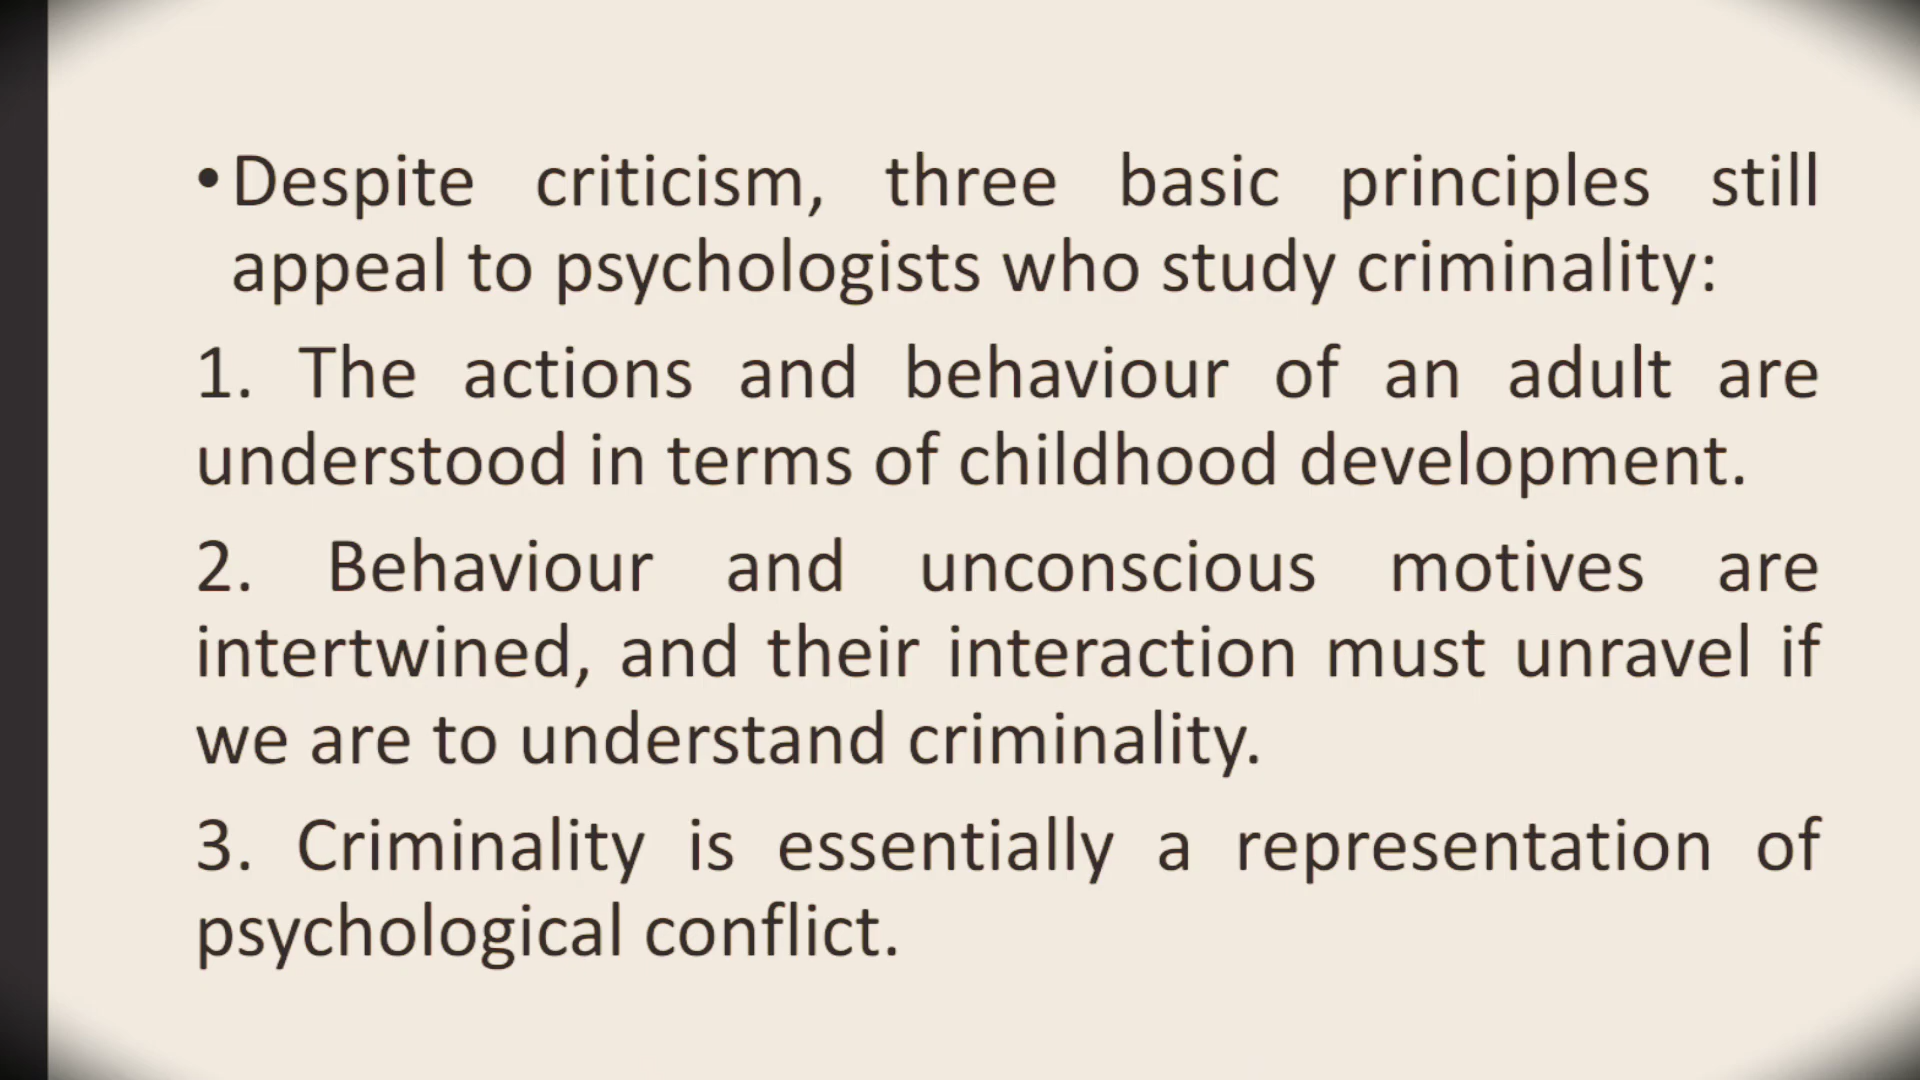 • Despite criticism, three basic principles still
appeal to psychologists who study criminality:
1. The actions and behaviour of an adult are
understood in terms of childhood development.
2. Behaviour and unconscious motives are
intertwined, and their interaction must unravel if
we are to understand criminality.
3. Criminality is essentially a representation of
psychological conflict.